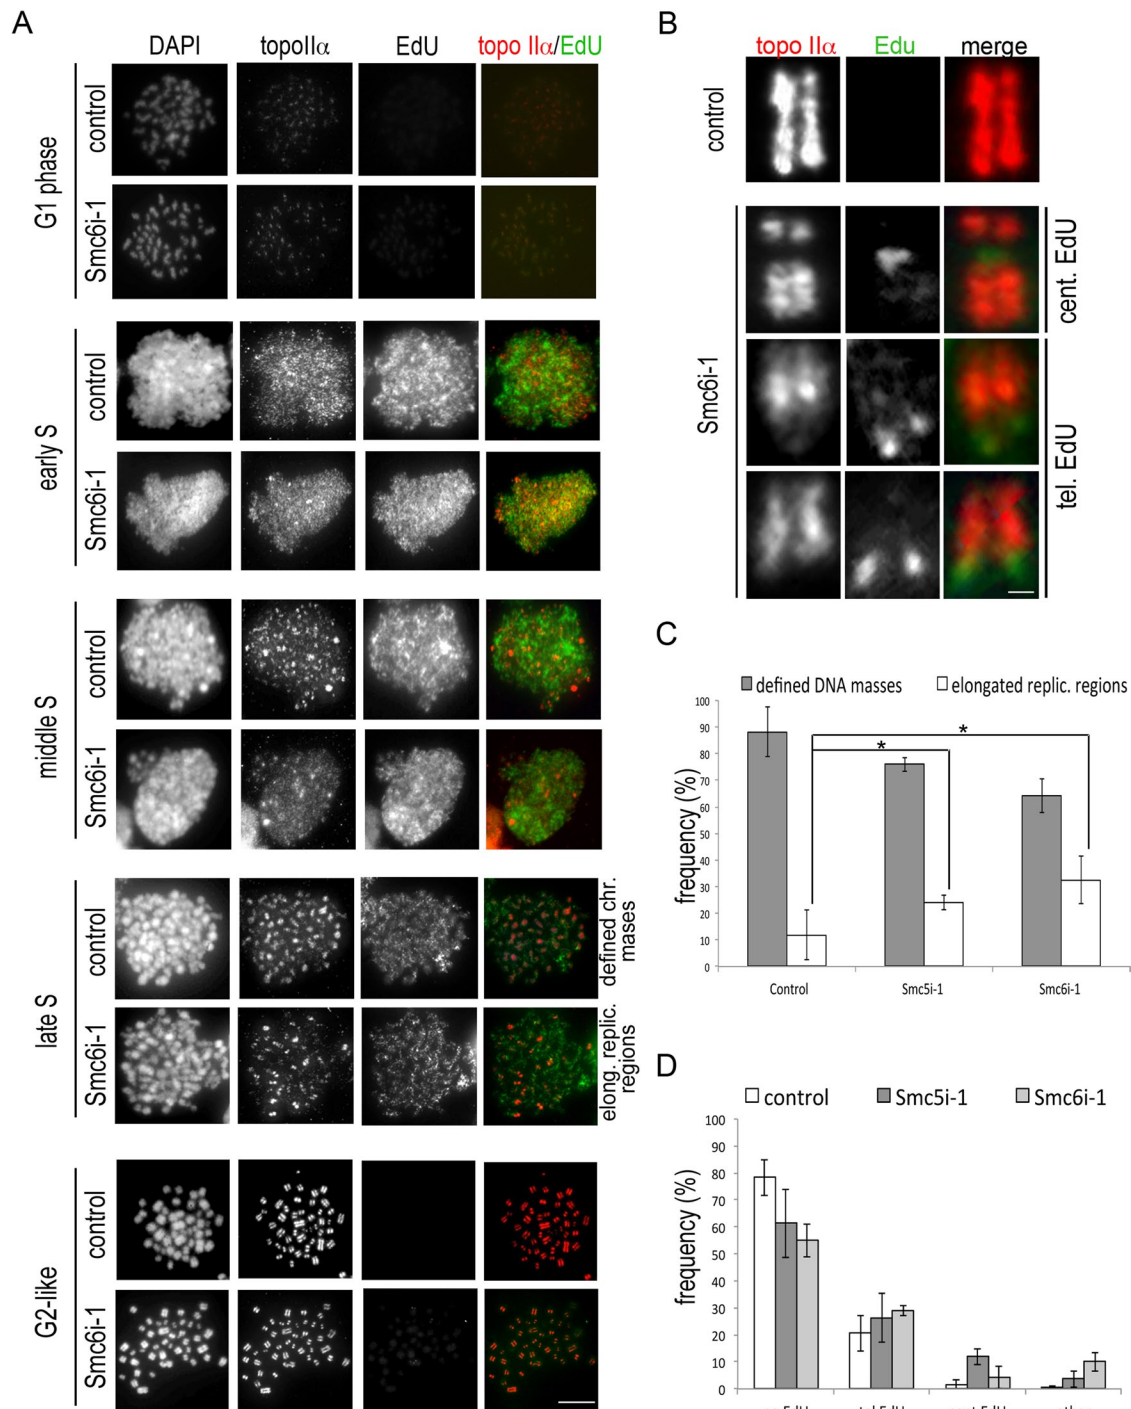 A
DAPI topoIIα EdU topo IIα/EdU
G1 phase
control
Smc6i-1
early S
control
Smc6i-1
middle S
control
Smc6i-1
late S
control
defined chr.
mases
Smc6i-1
elong. replic.
regions
G2-like
control
Smc6i-1
B
topo IIα Edu merge
control
Smc6i-1
cent. EdU
tel. EdU
C
defined DNA masses elongated replic. regions
frequency (%)
100
90
80
70
60
50
40
30
20
10
0
* *
Control Smc5i-1 Smc6i-1
D
control Smc5i-1 Smc6i-1
frequency (%)
100
90
80
70
60
50
40
30
20
10
0